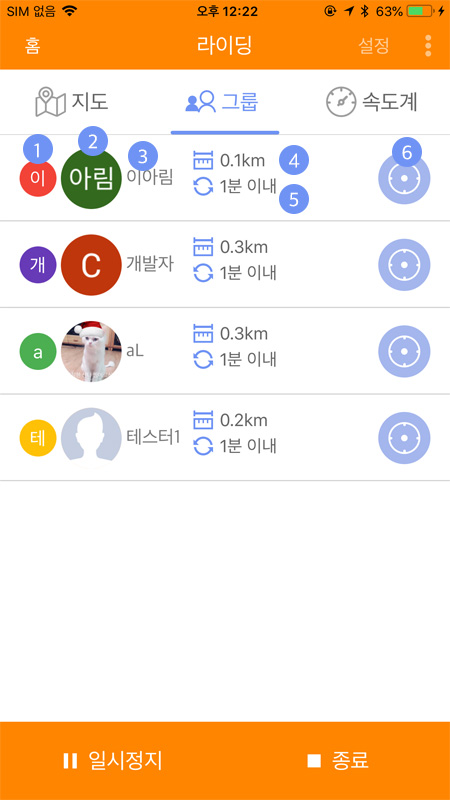 SIM 없음 오후 12:22 63%
홈 라이딩 설정
지도 그룹 속도계
1 2 3 4 5 6
이 아림 이아림 0.1km
1분 이내
개 C 개발자 0.3km
1분 이내
a aL 0.3km
1분 이내
테 테스터1 0.2km
1분 이내
일시정지 종료